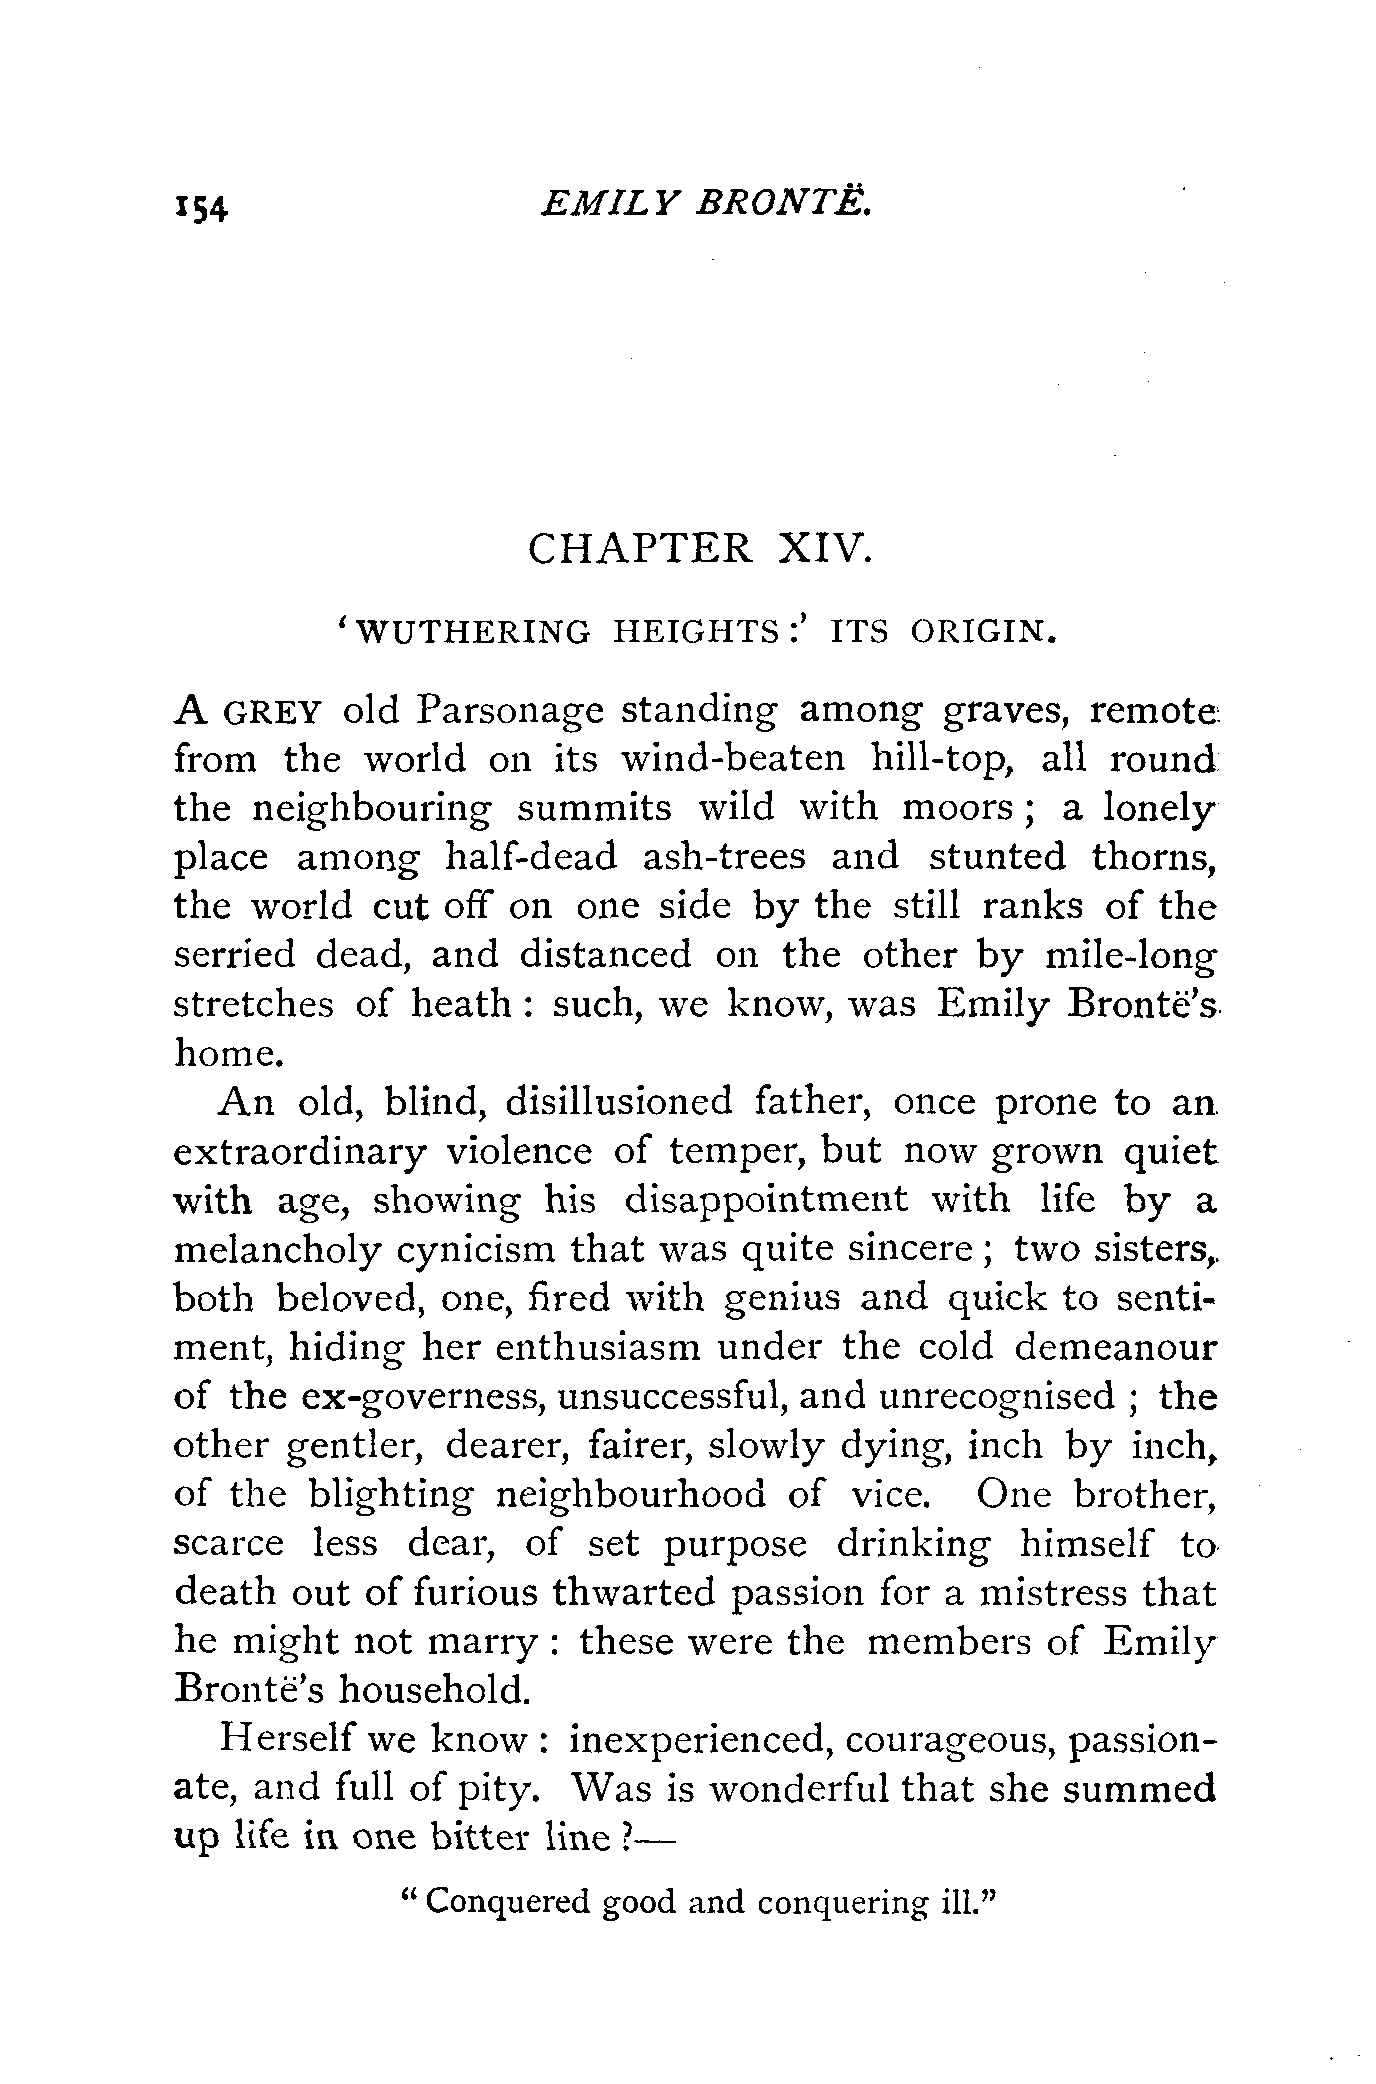 154 EMILY BRONTË.
CHAPTER XIV.
'WUTHERING HEIGHTS:' ITS ORIGIN.
A GREY old Parsonage standing among graves, remote
from the world on its wind-beaten hill-top, all round
the neighbouring summits wild with moors; a lonely
place among half-dead ash-trees and stunted thorns,
the world cut off on one side by the still ranks of the
serried dead, and distanced on the other by mile-long
stretches of heath: such, we know, was Emily Brontë's
home.
An old, blind, disillusioned father, once prone to an
extraordinary violence of temper, but now grown quiet
with age, showing his disappointment with life by a
melancholy cynicism that was quite sincere; two sisters,
both beloved, one, fired with genius and quick to senti-
ment, hiding her enthusiasm under the cold demeanour
of the ex-governess, unsuccessful, and unrecognised; the
other gentler, dearer, fairer, slowly dying, inch by inch,
of the blighting neighbourhood of vice. One brother,
scarce less dear, of set purpose drinking himself to
death out of furious thwarted passion for a mistress that
he might not marry: these were the members of Emily
Brontë's household.
Herself we know: inexperienced, courageous, passion-
ate, and full of pity. Was is wonderful that she summed
up life in one bitter line?—
"Conquered good and conquering ill."